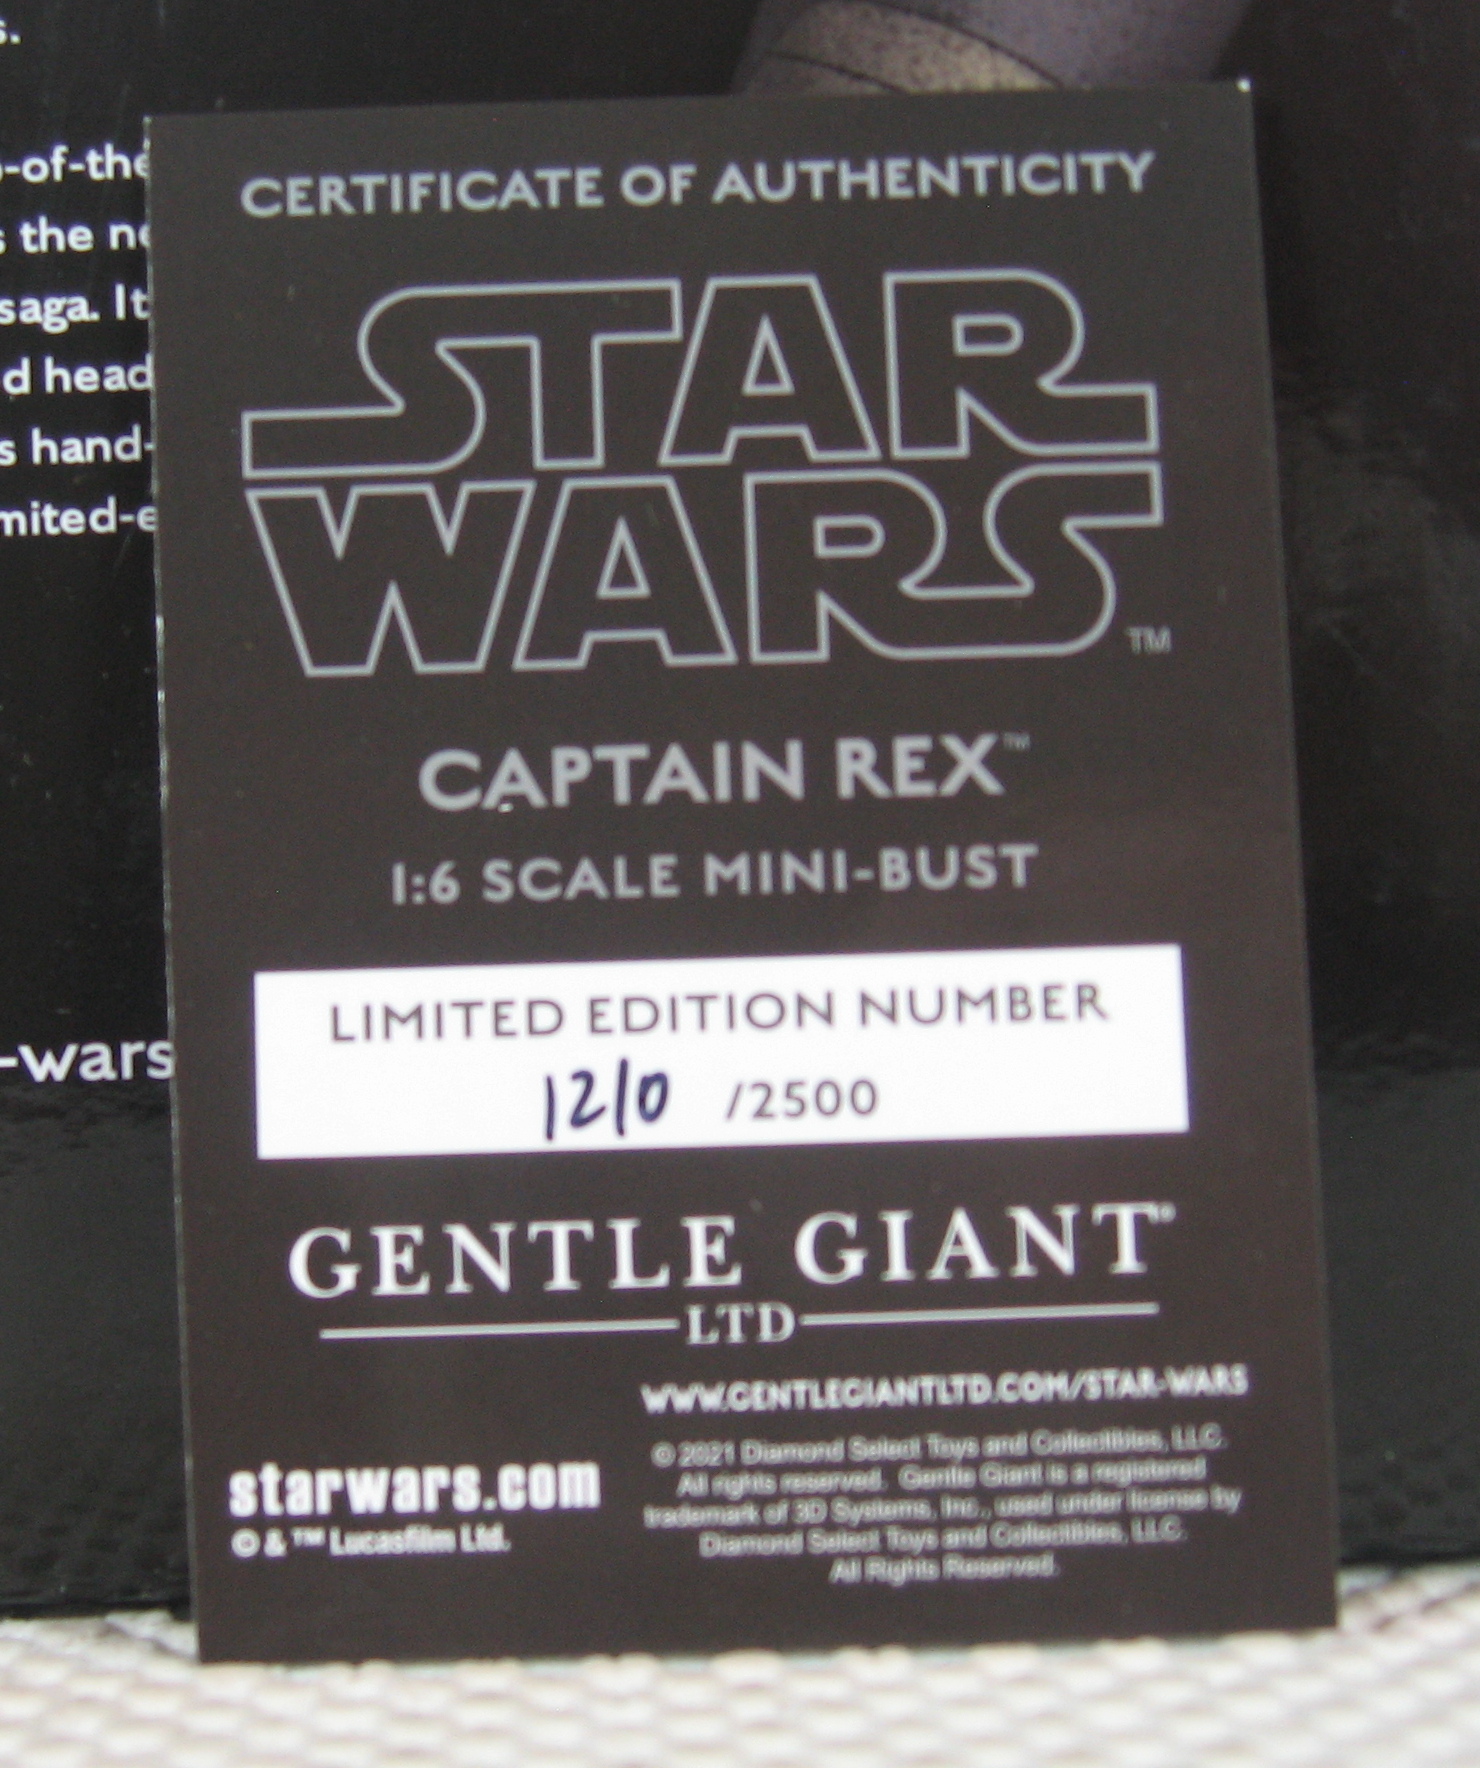 s.
-of-the
s the ne
saga. It
d head
s hand-
mited-e
-wars
CERTIFICATE OF AUTHENTICITY
STAR
WARS™
CAPTAIN REX™
1:6 SCALE MINI-BUST
LIMITED EDITION NUMBER
1210 /2500
GENTLE GIANT®
LTD
WWW.GENTLEGIANTLTD.COM/STAR-WARS
© 2021 Diamond Select Toys and Collectibles, LLC.
All rights reserved. Gentle Giant is a registered
trademark of 3D Systems, Inc., used under license by
Diamond Select Toys and Collectibles, LLC.
All Rights Reserved.
starwars.com
© & ™ Lucasfilm Ltd.